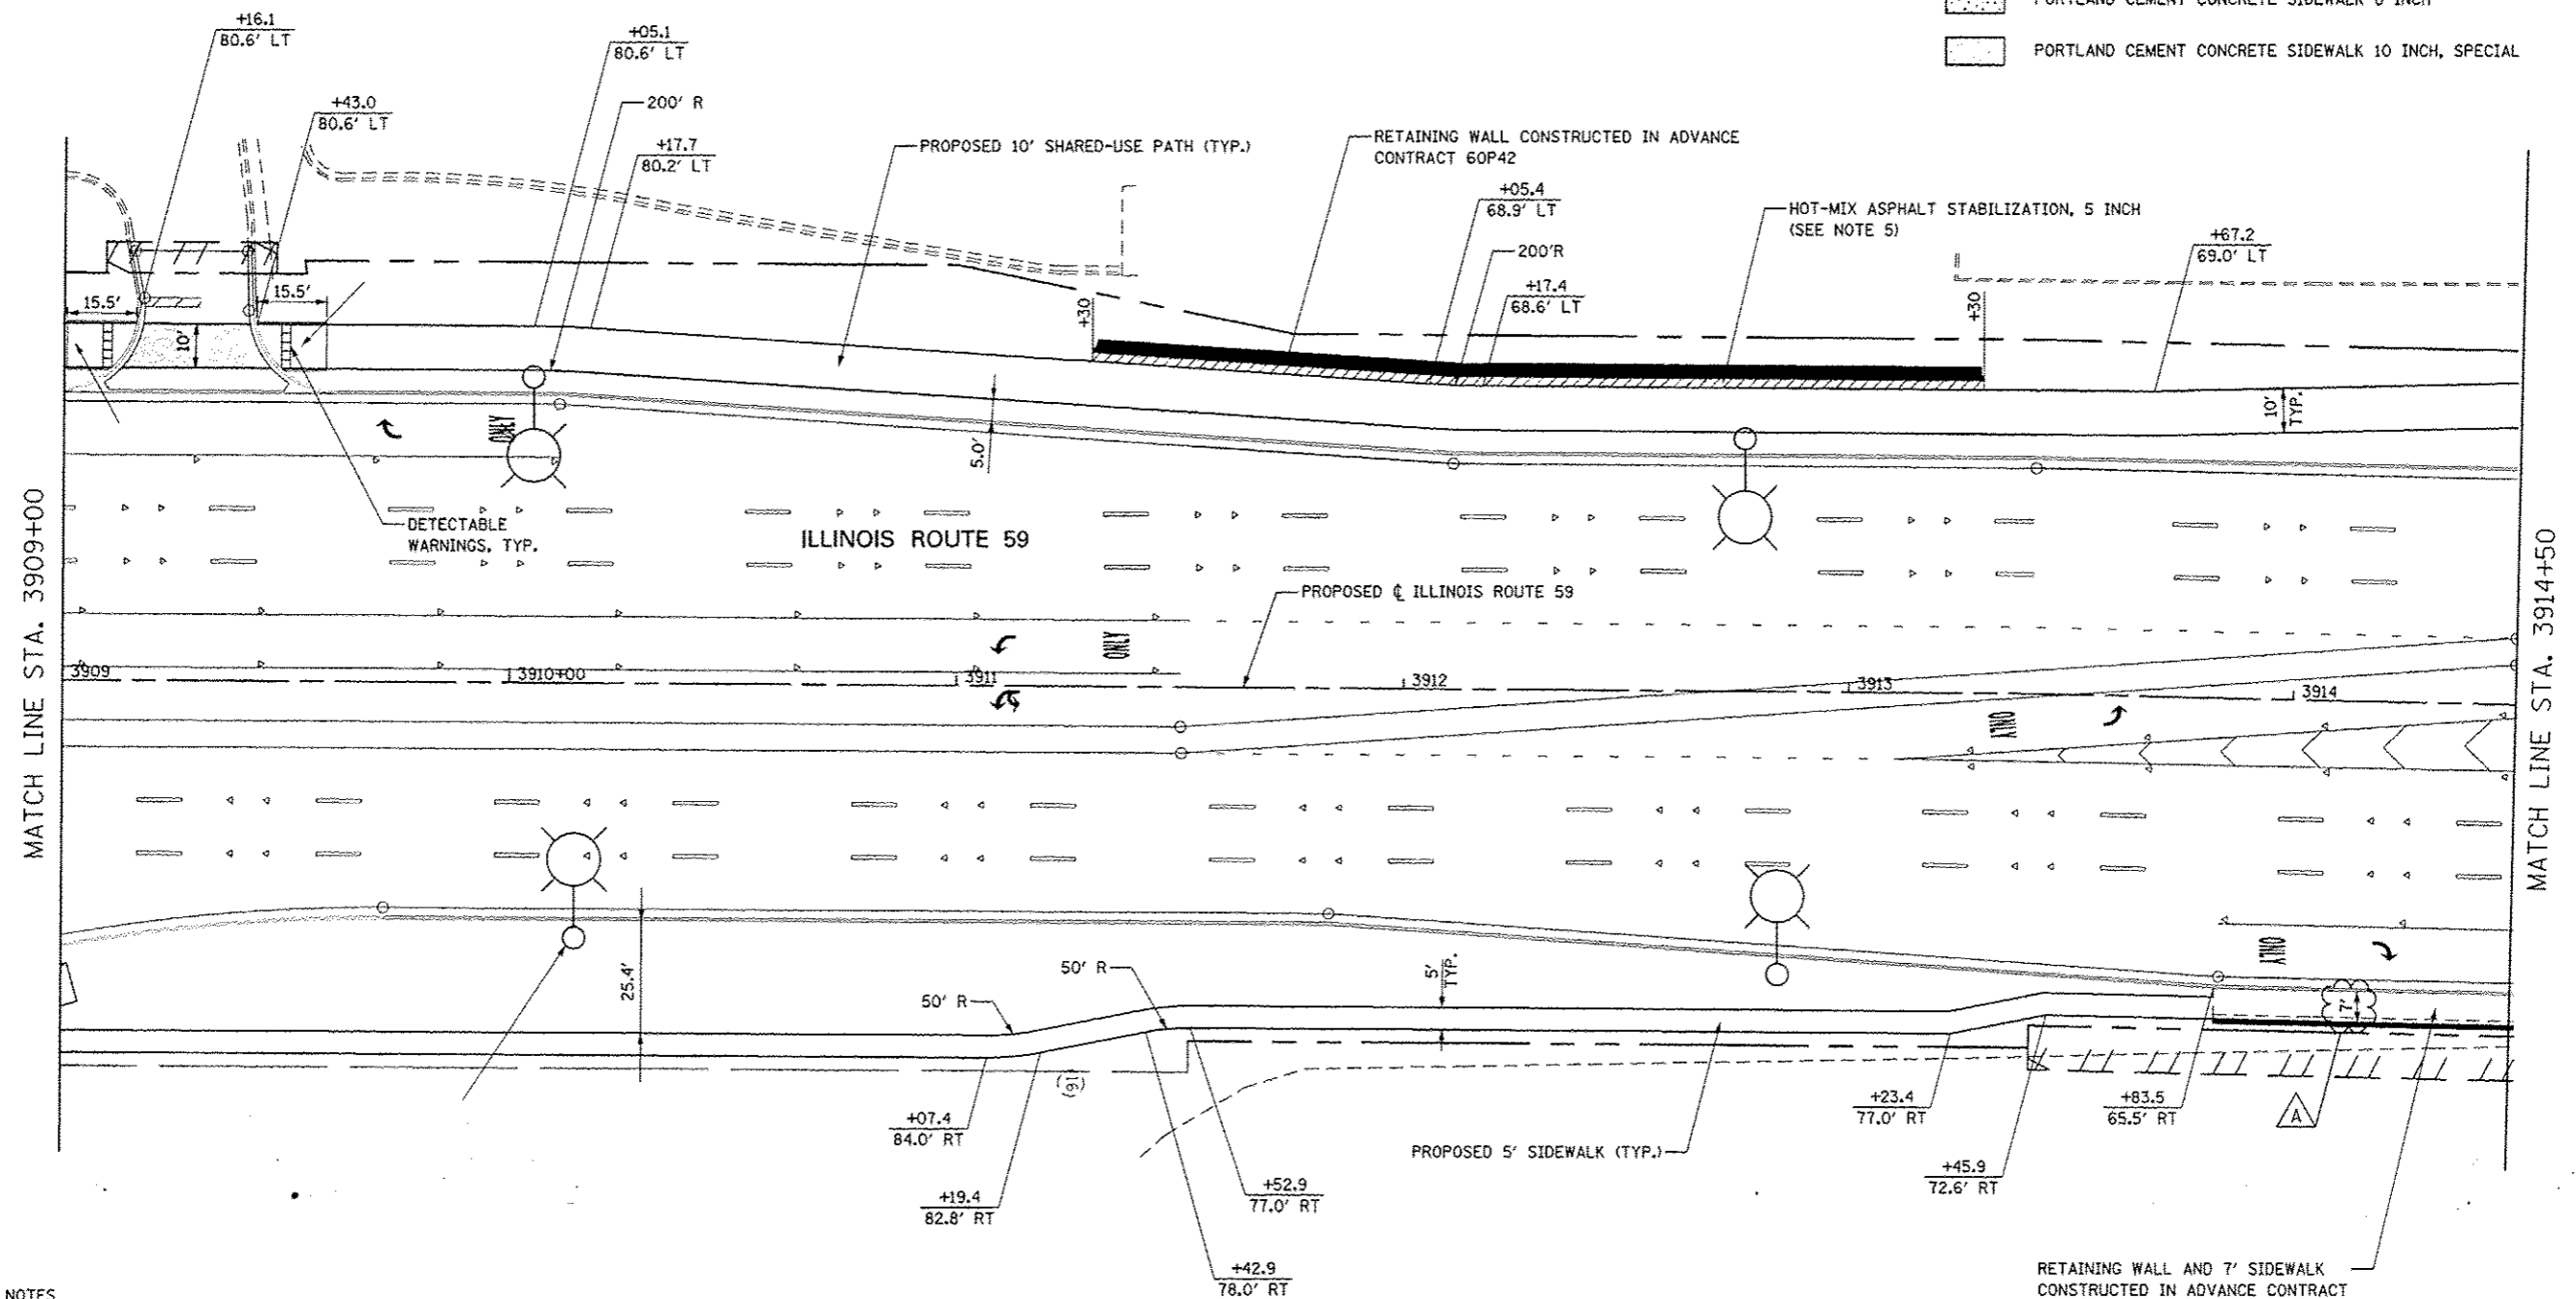 PORTLAND CEMENT CONCRETE SIDEWALK 10 INCH, SPECIAL
+16.1
80.6' LT
+43.0
80.6' LT
+05.1
80.6' LT
200' R
+17.7
80.2' LT
PROPOSED 10' SHARED-USE PATH (TYP.)
RETAINING WALL CONSTRUCTED IN ADVANCE
CONTRACT 60P42
+05.4
68.9' LT
200'R
+17.4
68.6' LT
HOT-MIX ASPHALT STABILIZATION, 5 INCH
(SEE NOTE 5)
+67.2
69.0' LT
+30
+30
15.5'
15.5'
10'
10'
TYP.
ONLY
5.0'
DETECTABLE
WARNINGS, TYP.
ILLINOIS ROUTE 59
PROPOSED ℄ ILLINOIS ROUTE 59
MATCH LINE STA. 3909+00
MATCH LINE STA. 3914+50
ONLY
3909
3910+00
3911
3912
3913
3914
ONLY
ONLY
25.4'
50' R
50' R
5'
TYP.
7'
(16)
+07.4
84.0' RT
+19.4
82.8' RT
+42.9
78.0' RT
+52.9
77.0' RT
PROPOSED 5' SIDEWALK (TYP.)
+23.4
77.0' RT
+45.9
72.6' RT
+83.5
65.5' RT
A
RETAINING WALL AND 7' SIDEWALK
CONSTRUCTED IN ADVANCE CONTRACT
NOTES